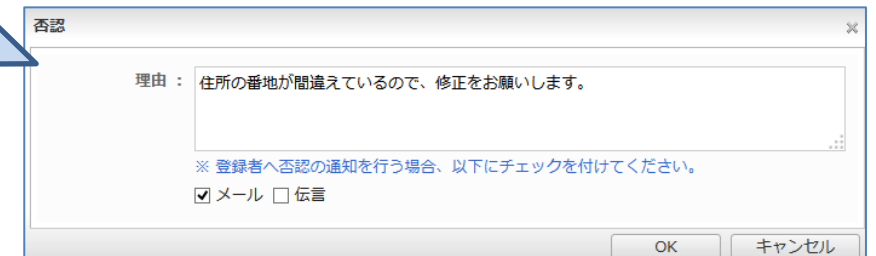 否認
理由 : 住所の番地が間違えているので、修正をお願いします。
※ 登録者へ否認の通知を行う場合、以下にチェックを付けてください。
メール 伝言
OK キャンセル